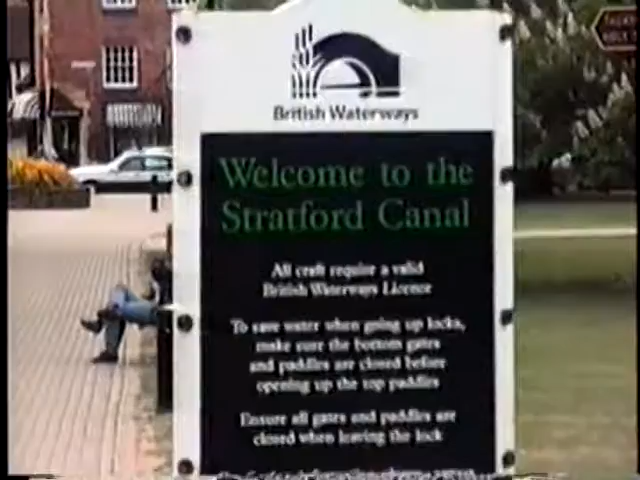 British Waterways
Welcome to the
Stratford Canal
All craft require a valid
British Waterways Licence
To save water when going up locks,
make sure the bottom gates
and paddles are closed before
opening up the top paddles
Ensure all gates and paddles are
closed when leaving the lock